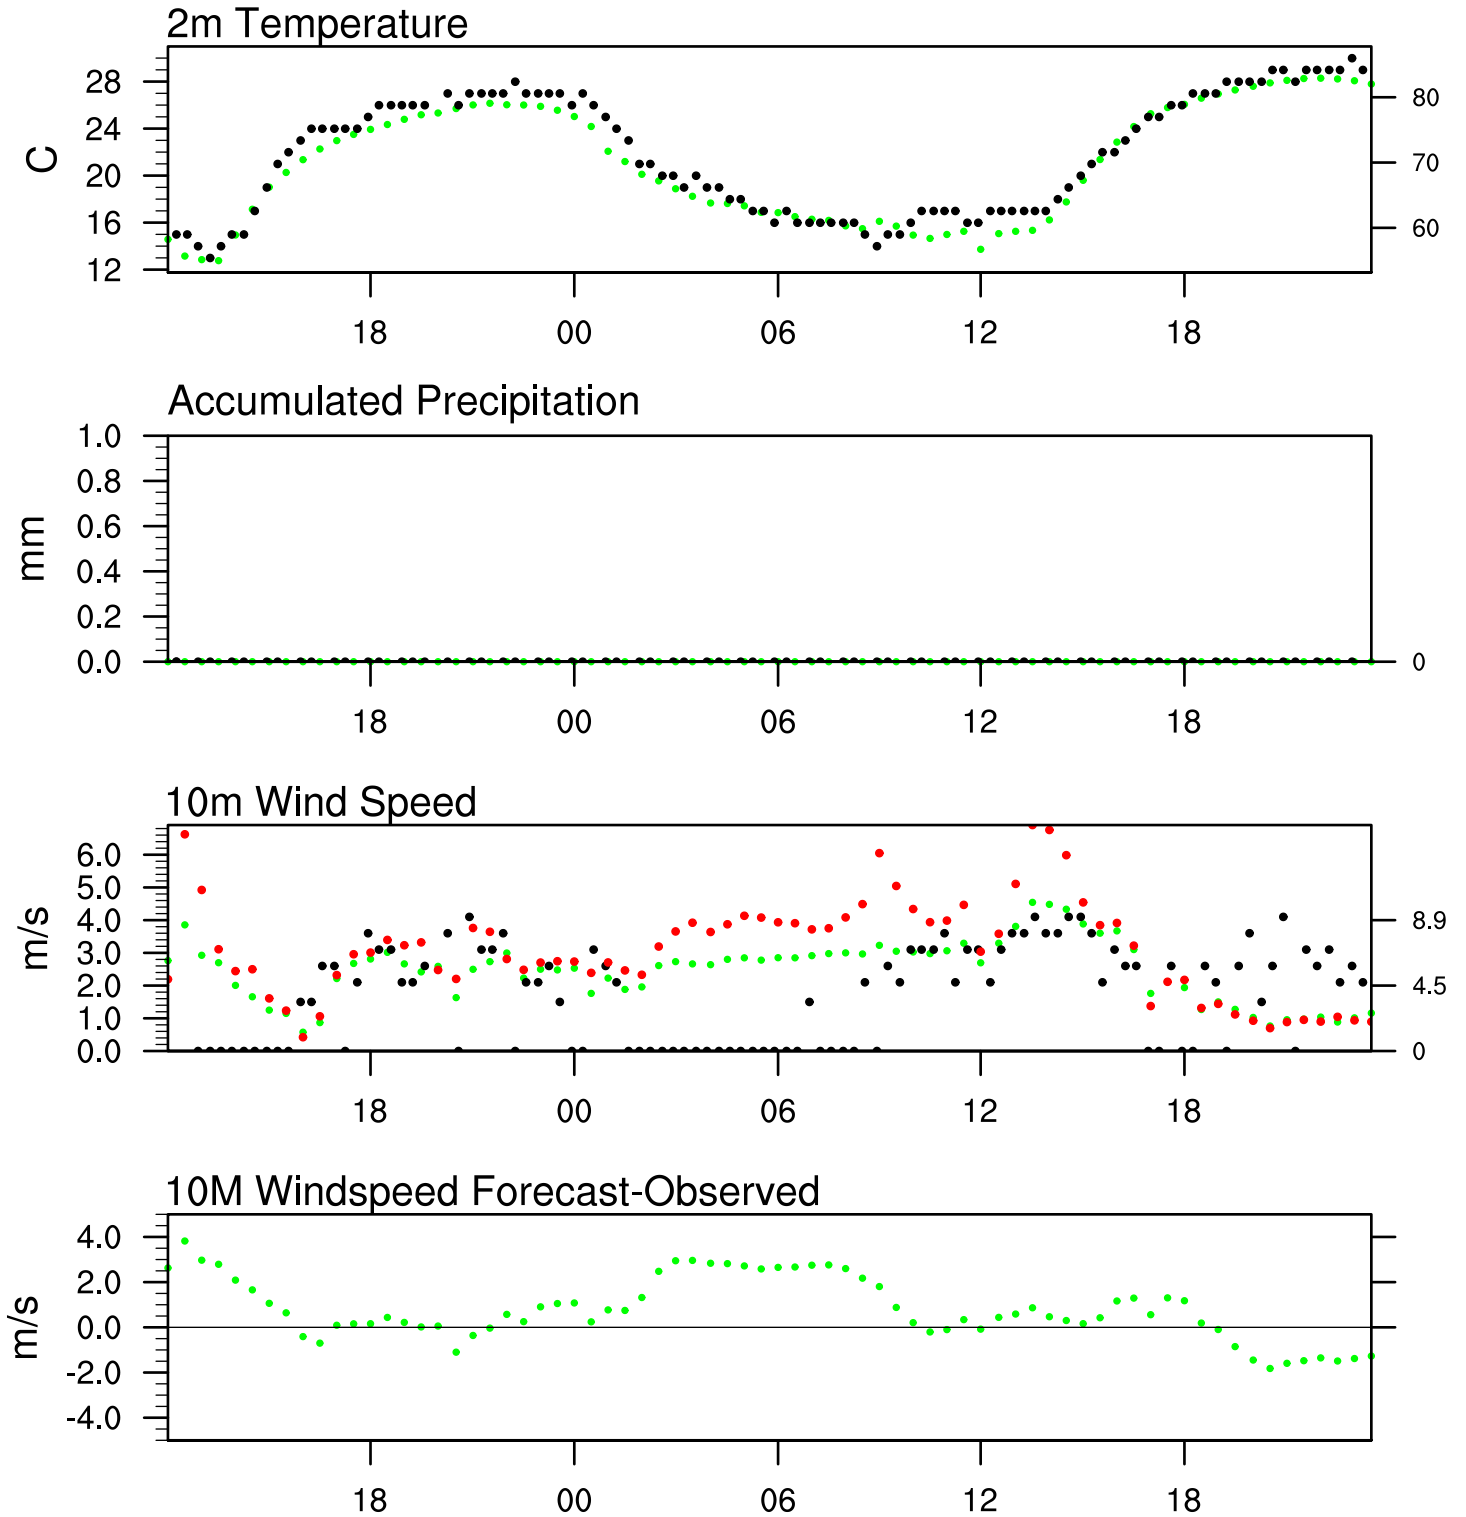 2m Temperature
28
24
20
16
12
C
80
70
60
18 00 06 12 18
Accumulated Precipitation
1.0
0.8
0.6
0.4
0.2
0.0
mm
0
18 00 06 12 18
10m Wind Speed
6.0
5.0
4.0
3.0
2.0
1.0
0.0
m/s
8.9
4.5
0
18 00 06 12 18
10M Windspeed Forecast-Observed
4.0
2.0
0.0
-2.0
-4.0
m/s
18 00 06 12 18